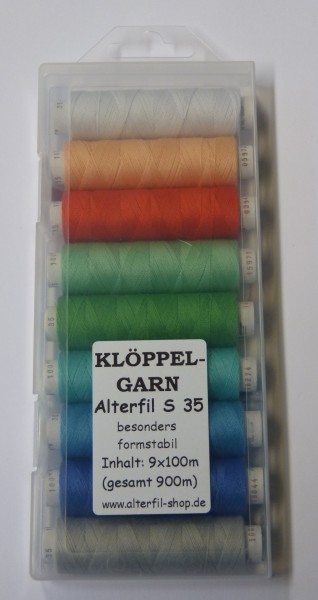 KLÖPPEL-
GARN
Alterfil S 35
besonders
formstabil
Inhalt: 9x100m
(gesamt 900m)
www.alterfil-shop.de